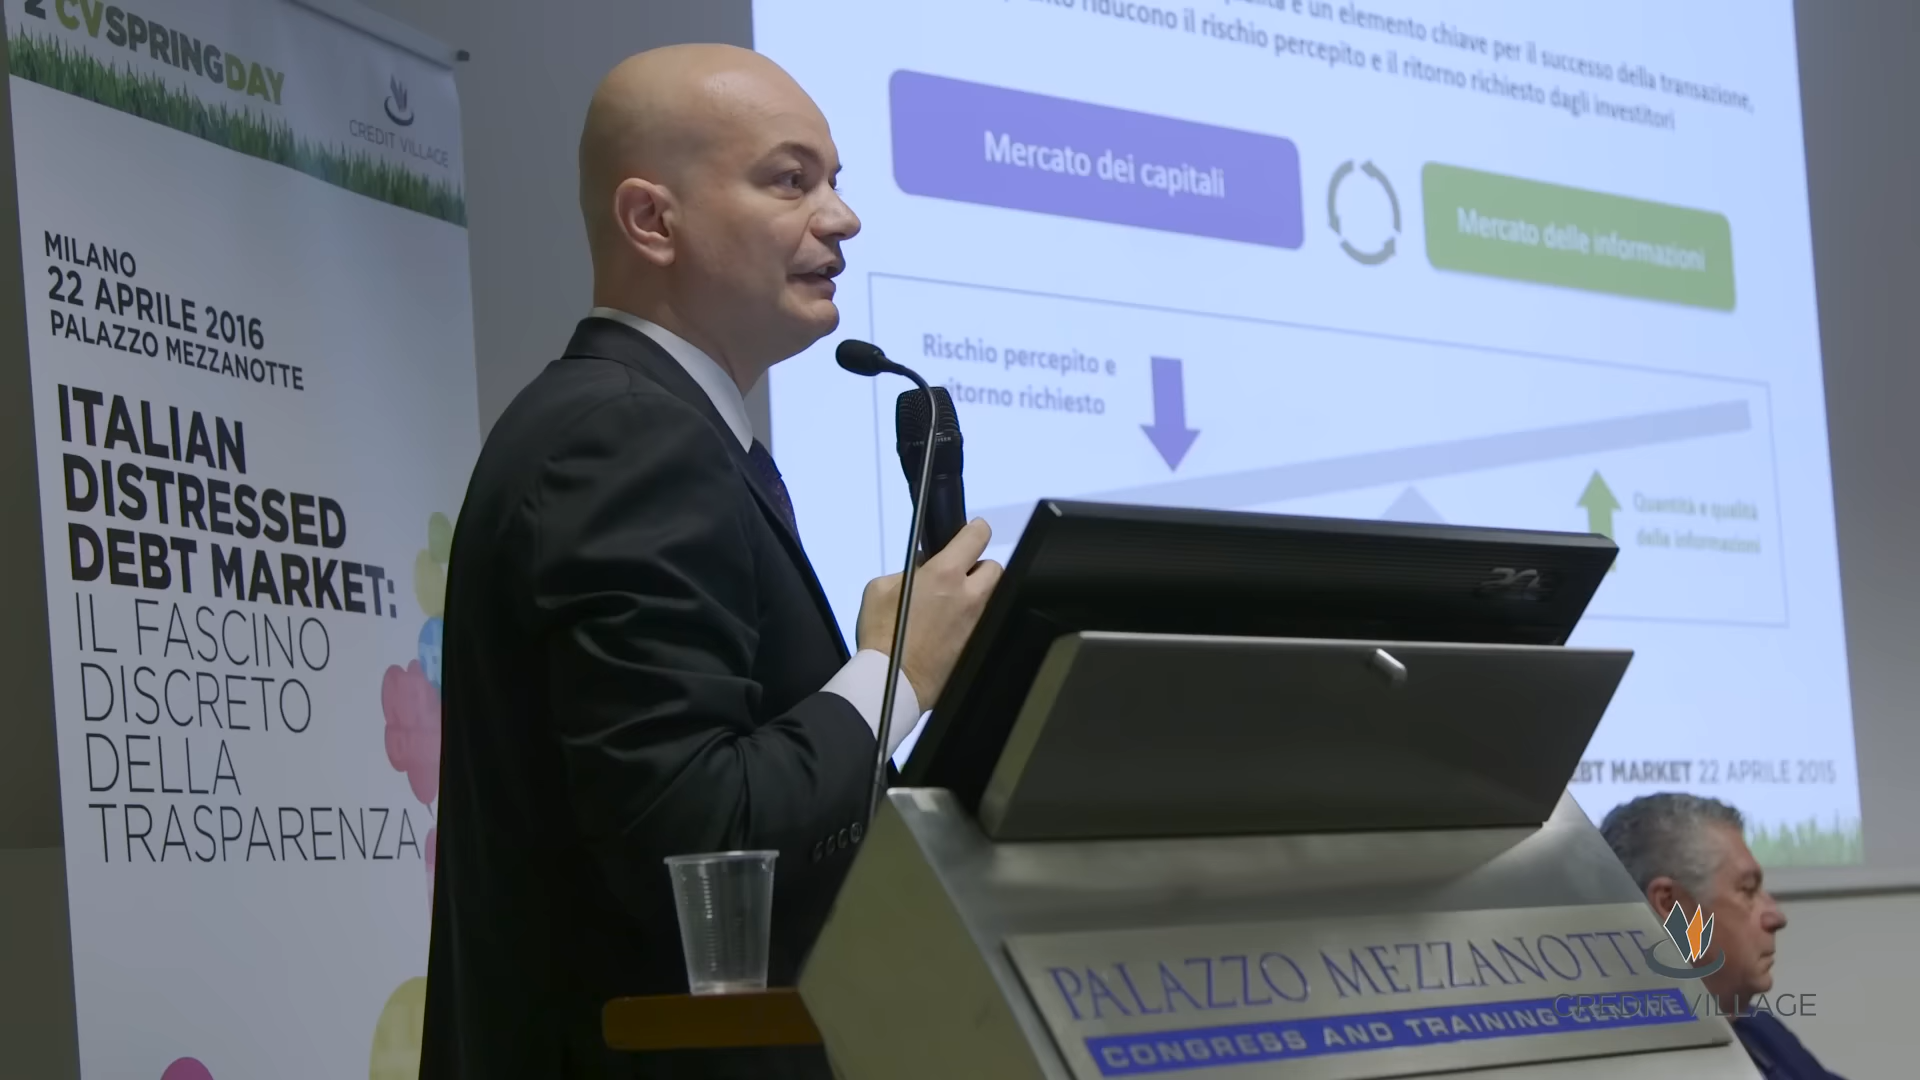 2 CVSPRINGDAY
CREDIT VILLAGE
MILANO
22 APRILE 2016
PALAZZO MEZZANOTTE
ITALIAN
DISTRESSED
DEBT MARKET:
IL FASCINO
DISCRETO
DELLA
TRASPARENZA
è un elemento chiave per il successo della transazione,
riducono il rischio percepito e il ritorno richiesto dagli investitori
Mercato dei capitali
Mercato delle informazioni
Rischio percepito e
ritorno richiesto
Quantità e qualità
delle informazioni
EBT MARKET 22 APRILE 2015
PALAZZO MEZZANOTTE
CONGRESS AND TRAINING CENTRE
CREDIT VILLAGE